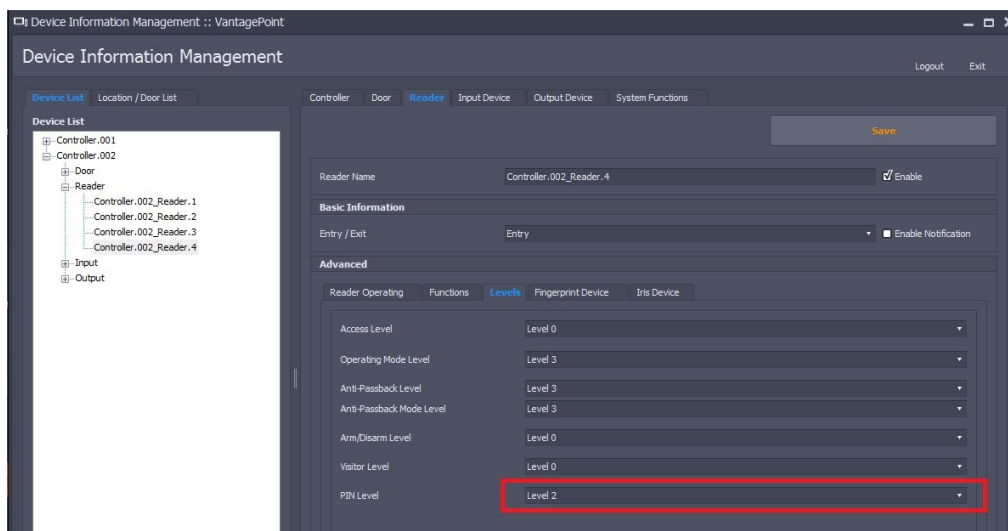 Device Information Management :: VantagePoint
Device Information Management
Logout Exit
Device List Location / Door List
Device List
Controller.001
Controller.002
Door
Reader
Controller.002_Reader.1
Controller.002_Reader.2
Controller.002_Reader.3
Controller.002_Reader.4
Input
Output
Controller Door Reader Input Device Output Device System Functions
Save
Reader Name Controller.002_Reader.4 Enable
Basic Information
Entry / Exit Entry Enable Notification
Advanced
Reader Operating Functions Levels Fingerprint Device Iris Device
Access Level Level 0
Operating Mode Level Level 3
Anti-Passback Level Level 3
Anti-Passback Mode Level Level 3
Arm/Disarm Level Level 0
Visitor Level Level 0
PIN Level Level 2